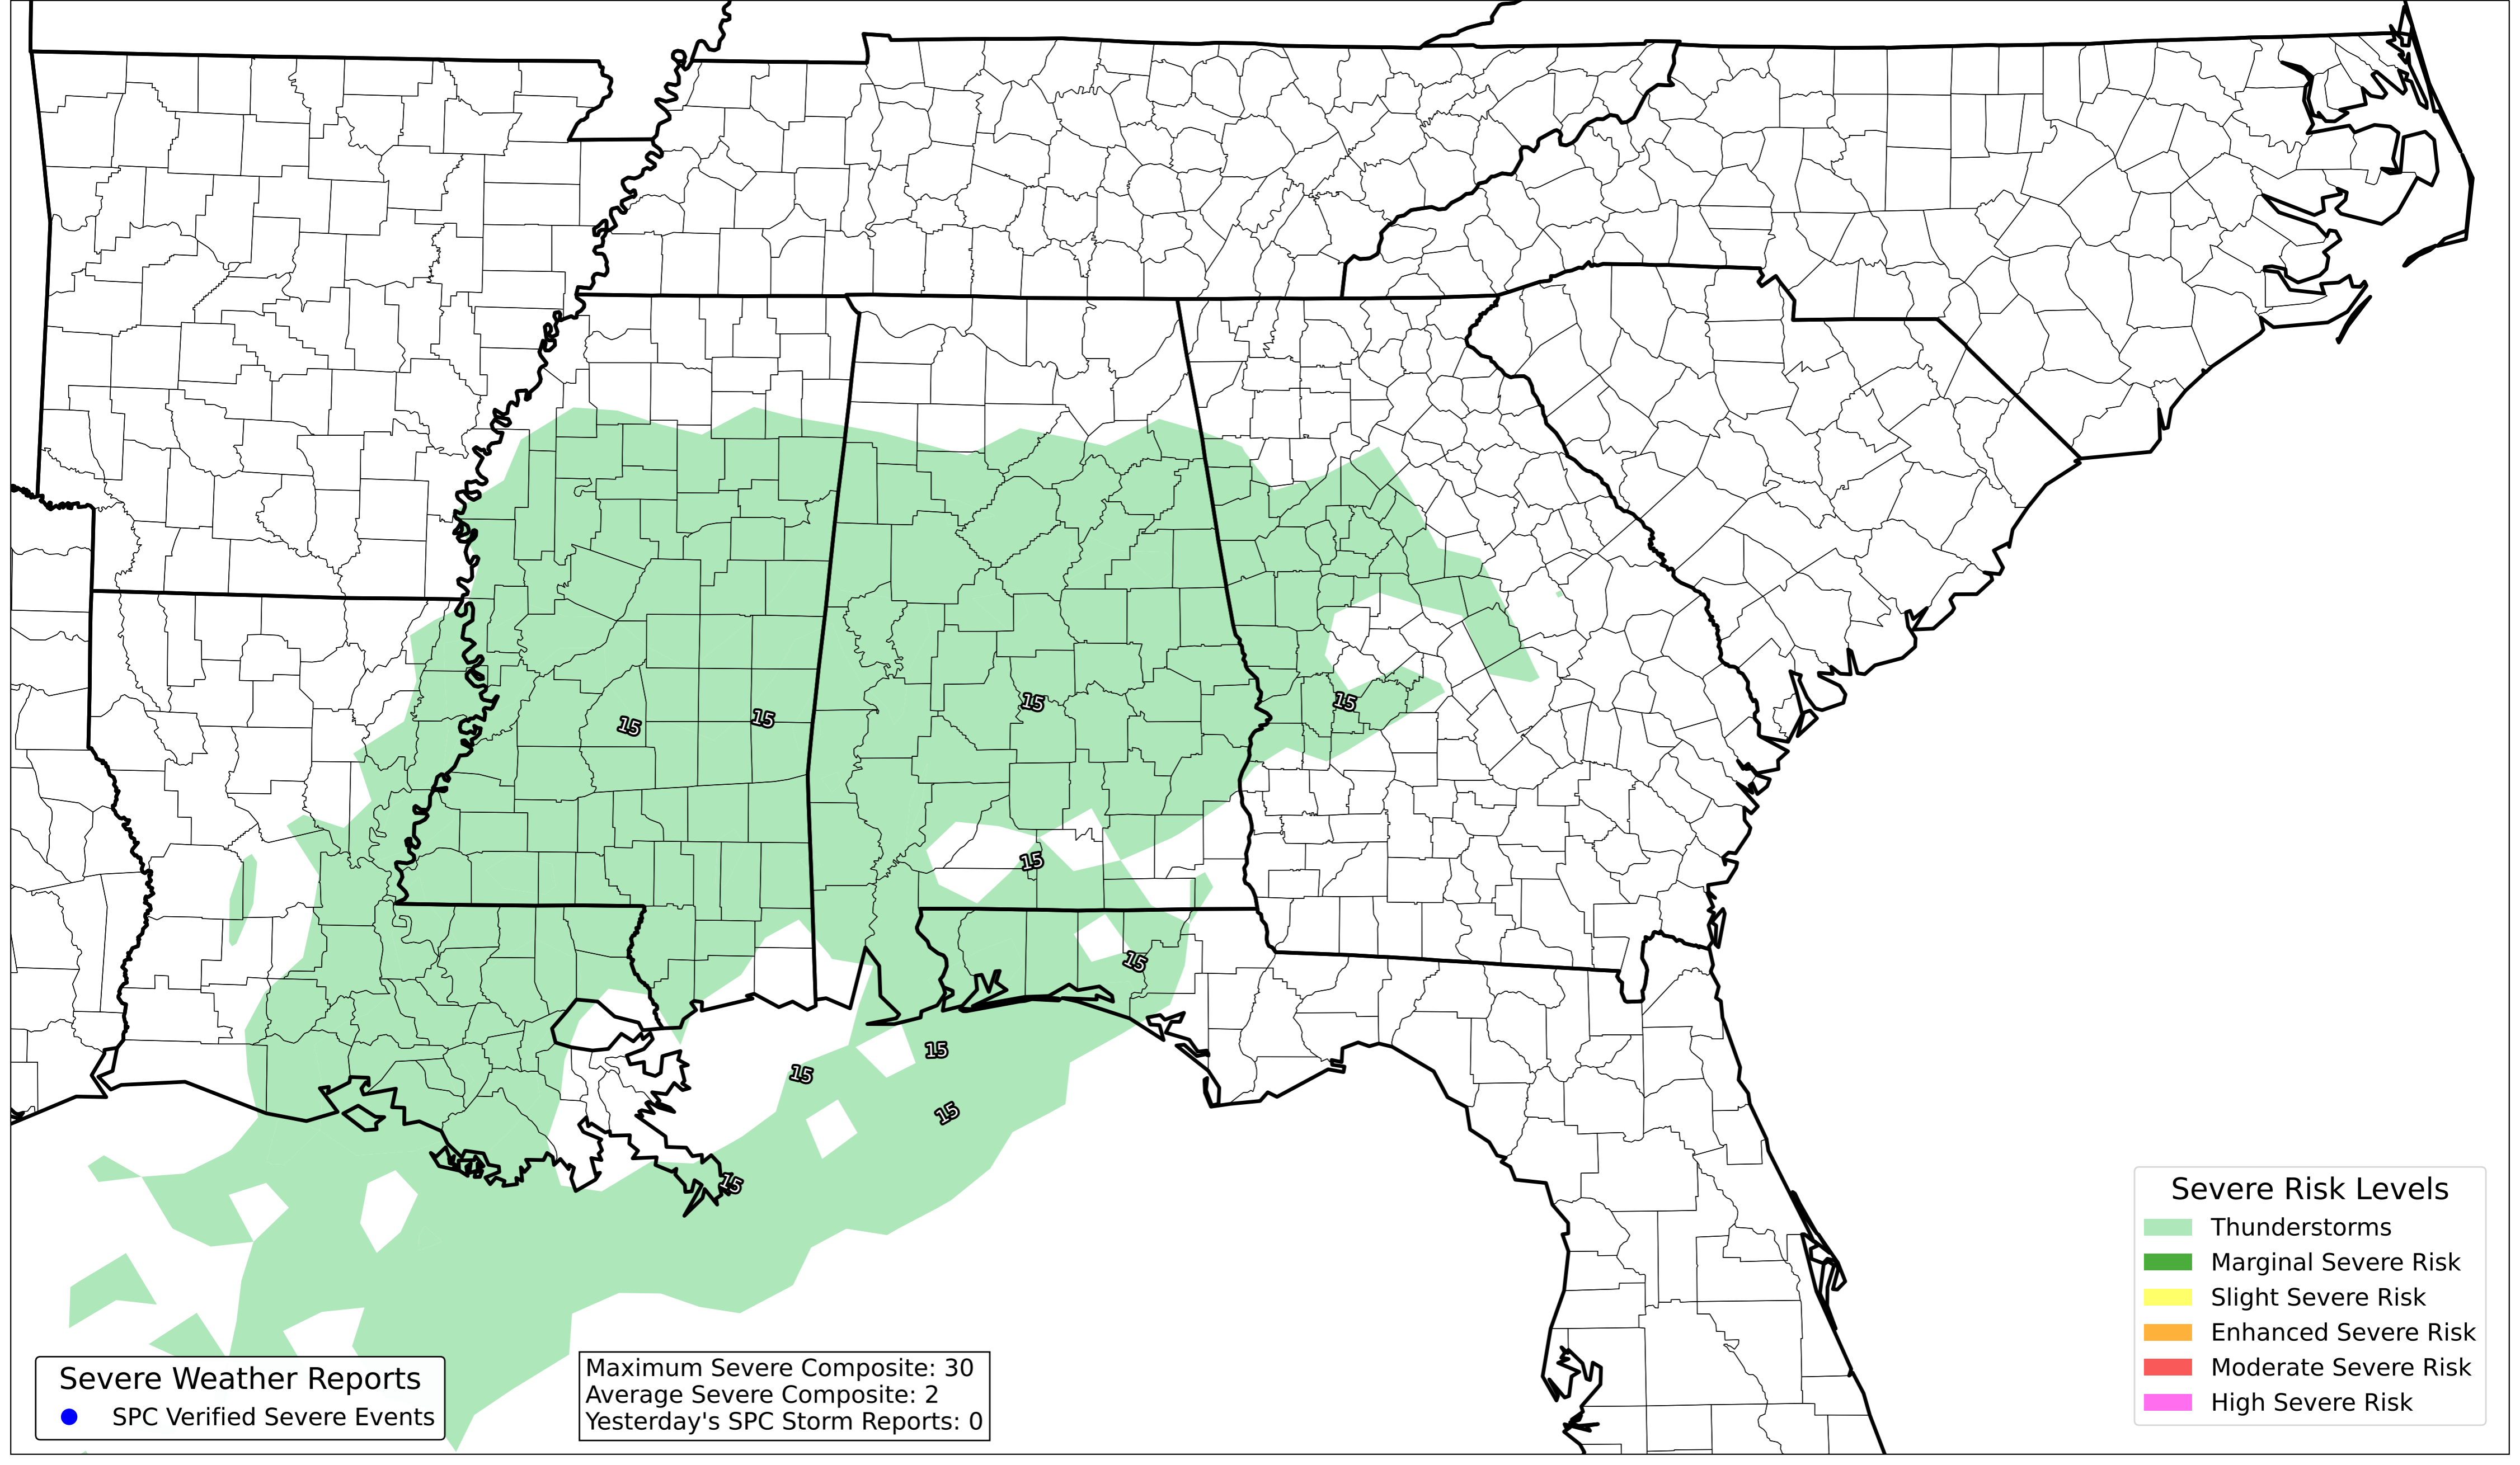 15
15
15
15
15
15
15
15
15
15
Severe Risk Levels
Thunderstorms
Marginal Severe Risk
Slight Severe Risk
Enhanced Severe Risk
Moderate Severe Risk
High Severe Risk
Severe Weather Reports
SPC Verified Severe Events
Maximum Severe Composite: 30
Average Severe Composite: 2
Yesterday's SPC Storm Reports: 0